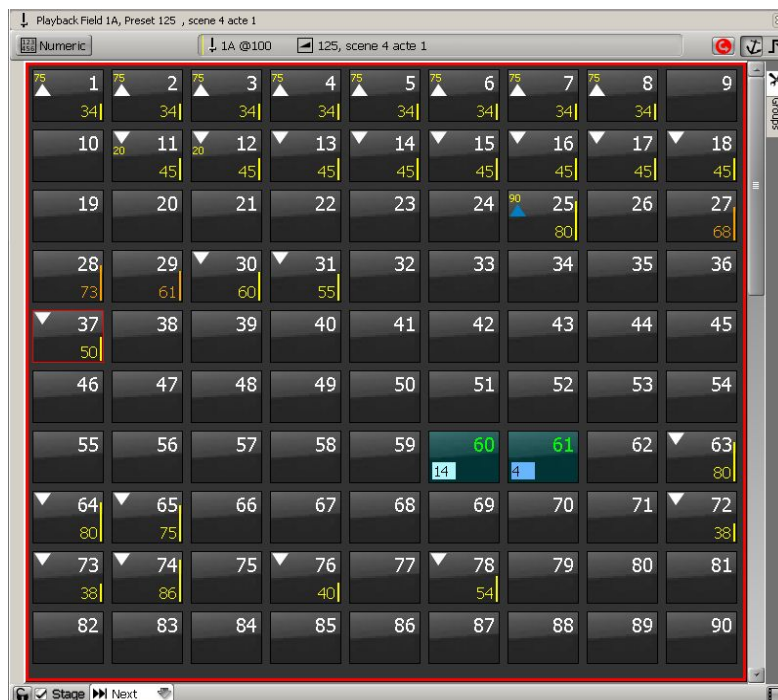 Playback Field 1A, Preset 125 , scene 4 acte 1
Numeric 1A @100 125, scene 4 acte 1
75 1 75 2 75 3 75 4 75 5 75 6 75 7 75 8 9
34 34 34 34 34 34 34 34
10 11 12 13 14 15 16 17 18
20 45 20 45 45 45 45 45 45 45
19 20 21 22 23 24 90 25 26 27
80 68
28 29 30 31 32 33 34 35 36
73 61 60 55
37 38 39 40 41 42 43 44 45
50
46 47 48 49 50 51 52 53 54
55 56 57 58 59 60 61 62 63
14 4 80
64 65 66 67 68 69 70 71 72
80 75 38
73 74 75 76 77 78 79 80 81
38 86 40 54
82 83 84 85 86 87 88 89 90
Stage Next